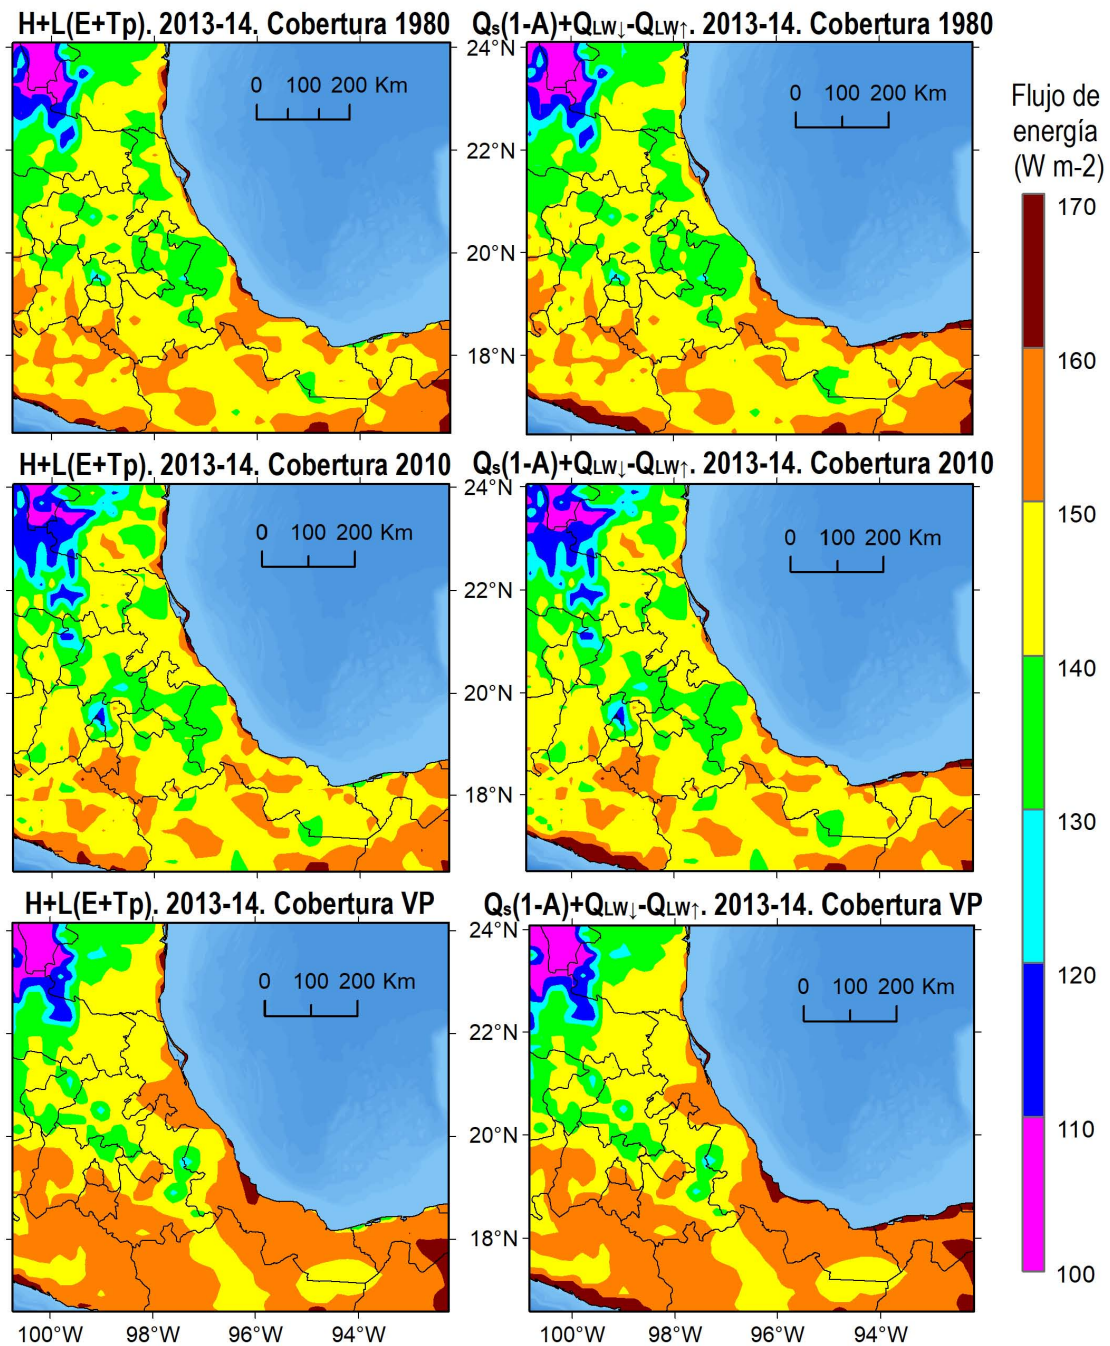 H+L(E+Tp). 2013-14. Cobertura 1980
Qs(1-A)+QLW↓-QLW↑. 2013-14. Cobertura 1980
24°N
0 100 200 Km
0 100 200 Km
22°N
20°N
18°N
H+L(E+Tp). 2013-14. Cobertura 2010
Qs(1-A)+QLW↓-QLW↑. 2013-14. Cobertura 2010
24°N
0 100 200 Km
0 100 200 Km
22°N
20°N
18°N
H+L(E+Tp). 2013-14. Cobertura VP
Qs(1-A)+QLW↓-QLW↑. 2013-14. Cobertura VP
24°N
0 100 200 Km
0 100 200 Km
22°N
20°N
18°N
100°W 98°W 96°W 94°W
100°W 98°W 96°W 94°W
Flujo de
energía
(W m-2)
170
160
150
140
130
120
110
100